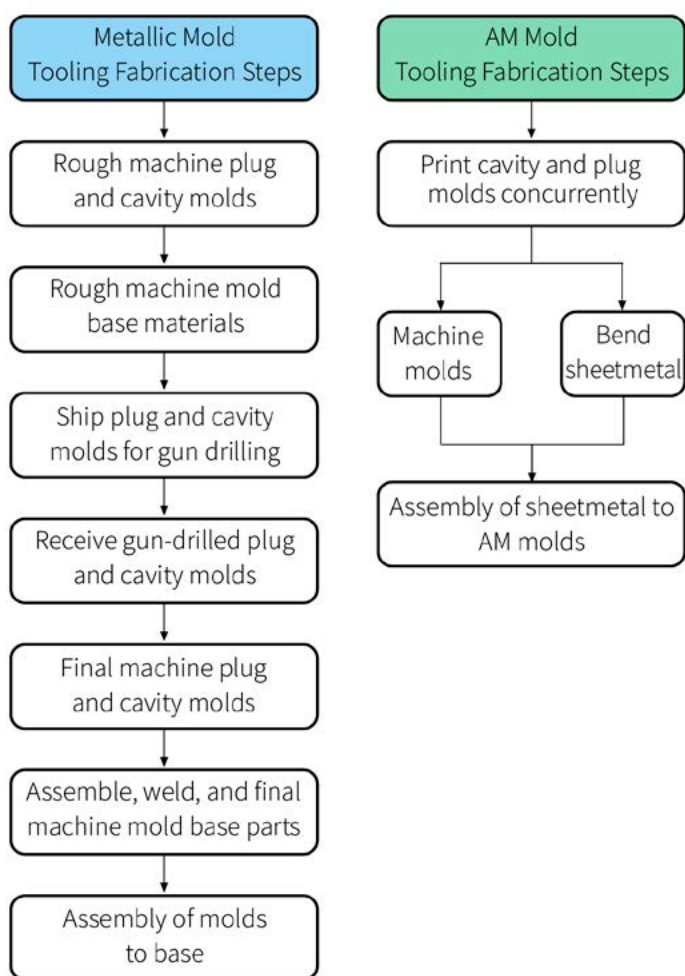 Metallic Mold
Tooling Fabrication Steps
Rough machine plug
and cavity molds
Rough machine mold
base materials
Ship plug and cavity
molds for gun drilling
Receive gun-drilled plug
and cavity molds
Final machine plug
and cavity molds
Assemble, weld, and final
machine mold base parts
Assembly of molds
to base
AM Mold
Tooling Fabrication Steps
Print cavity and plug
molds concurrently
Machine
molds
Bend
sheetmetal
Assembly of sheetmetal to
AM molds